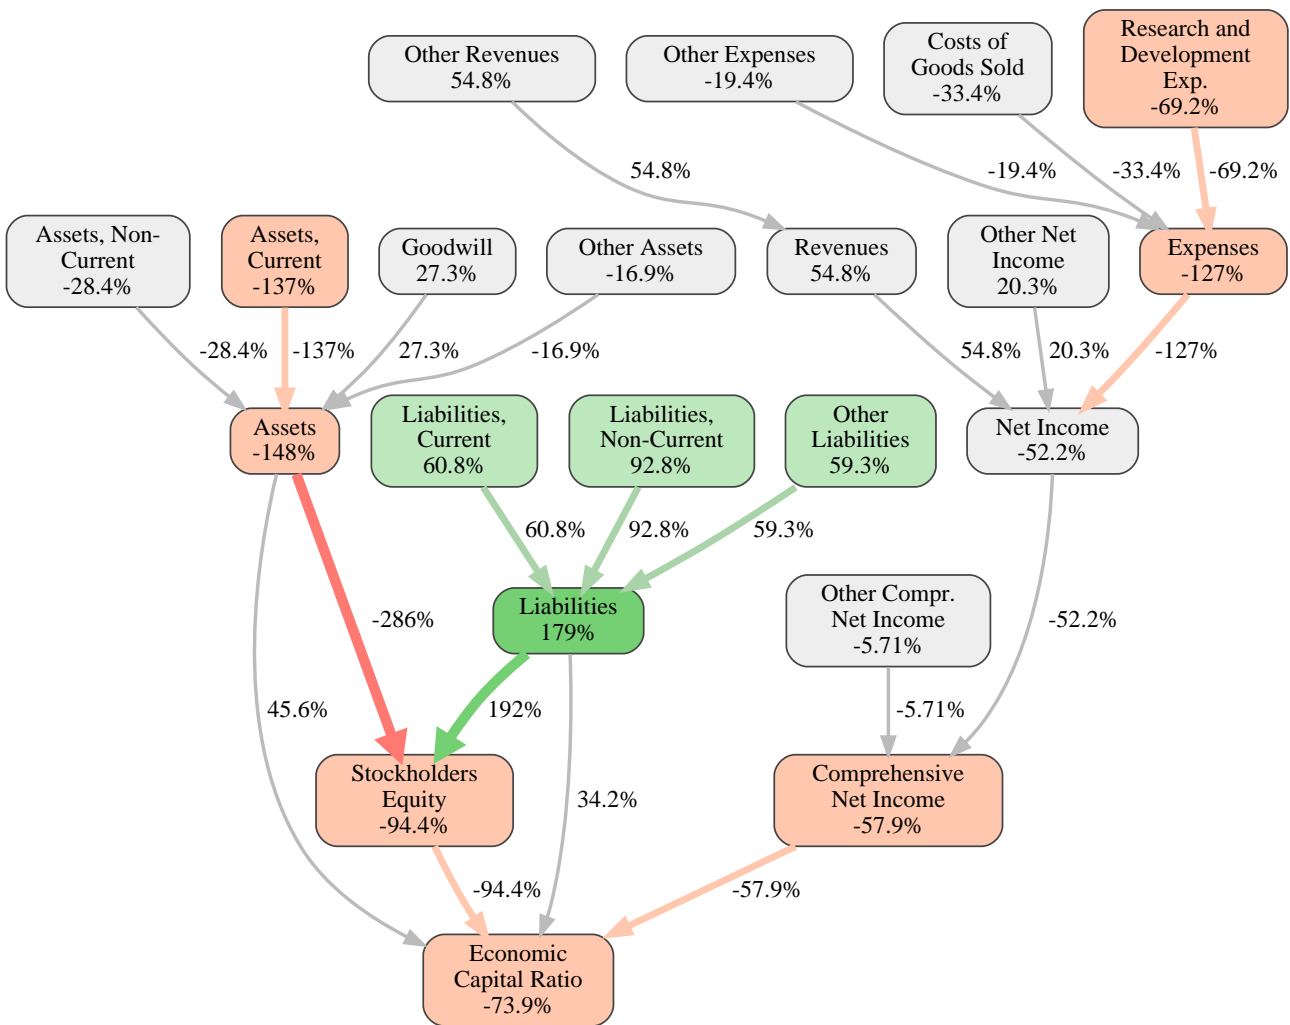 Other Revenues
54.8%
Other Expenses
-19.4%
Costs of
Goods Sold
-33.4%
Research and
Development
Exp.
-69.2%
54.8%
-19.4%
-33.4%
-69.2%
Assets, Non-
Current
-28.4%
Assets,
Current
-137%
Goodwill
27.3%
Other Assets
-16.9%
Revenues
54.8%
Other Net
Income
20.3%
Expenses
-127%
-28.4%
-137%
27.3%
-16.9%
54.8%
20.3%
-127%
Assets
-148%
Liabilities,
Current
60.8%
Liabilities,
Non-Current
92.8%
Other
Liabilities
59.3%
Net Income
-52.2%
60.8%
92.8%
59.3%
-286%
Liabilities
179%
Other Compr.
Net Income
-5.71%
-52.2%
45.6%
192%
-5.71%
Stockholders
Equity
-94.4%
34.2%
Comprehensive
Net Income
-57.9%
-94.4%
-57.9%
Economic
Capital Ratio
-73.9%